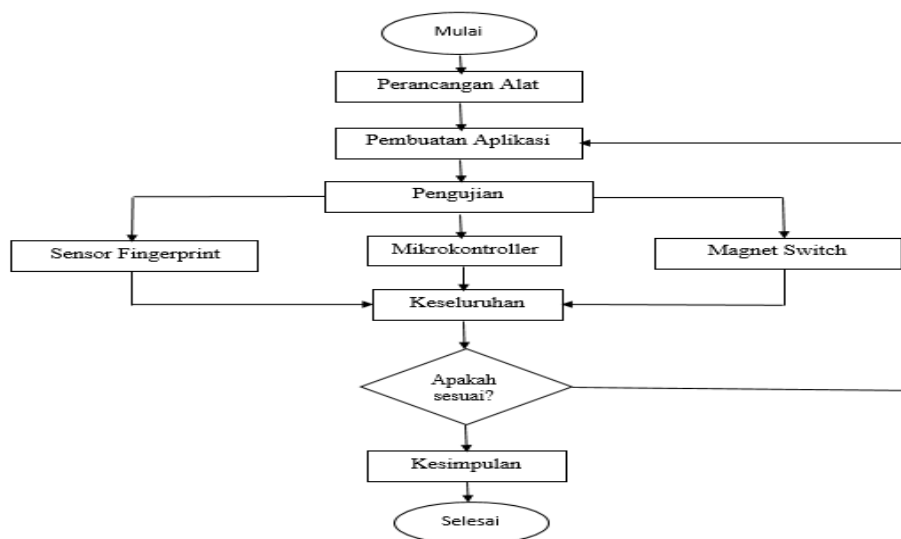 Mulai
Perancangan Alat
Pembuatan Aplikasi
Pengujian
Sensor Fingerprint
Mikrokontroller
Magnet Switch
Keseluruhan
Apakah
sesuai?
Kesimpulan
Selesai